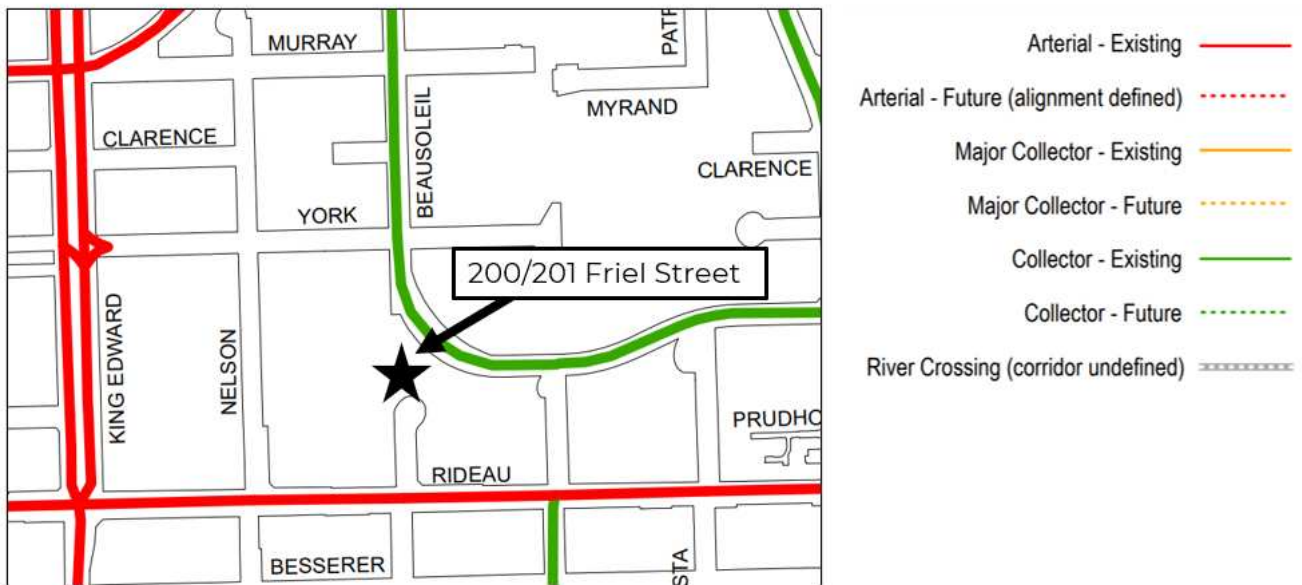 MURRAY
PATR
CLARENCE
BEAUSOLEIL
MYRAND
CLARENCE
YORK
200/201 Friel Street
KING EDWARD
NELSON
PRUDHO
RIDEAU
BESSERER
STA
Arterial - Existing
Arterial - Future (alignment defined)
Major Collector - Existing
Major Collector - Future
Collector - Existing
Collector - Future
River Crossing (corridor undefined)